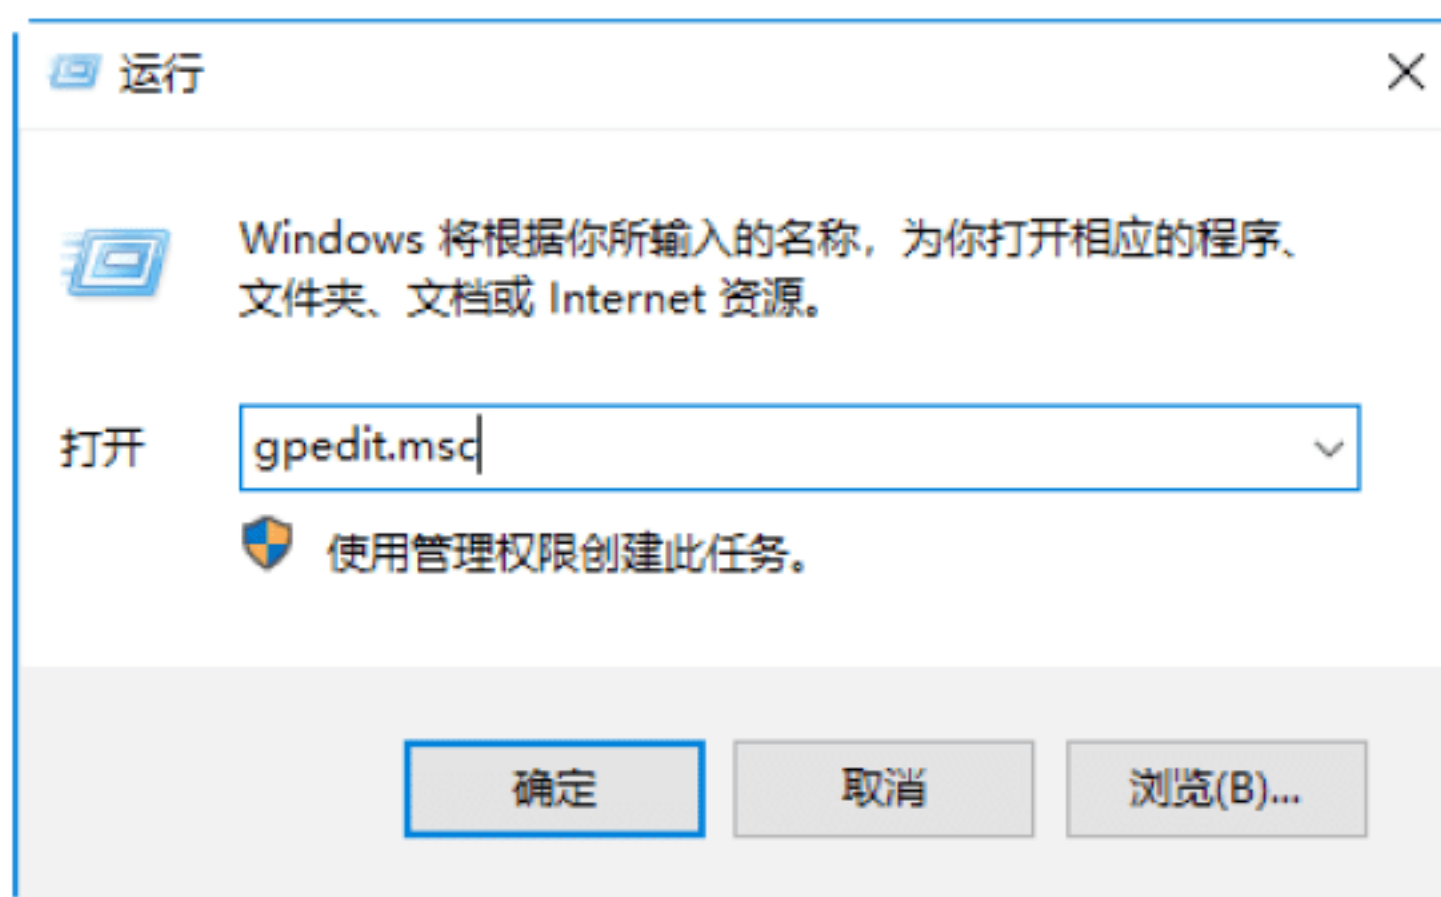 运行
Windows 将根据你所输入的名称，为你打开相应的程序、
文件夹、文档或 Internet 资源。
打开
gpedit.msc
使用管理权限创建此任务。
确定
取消
浏览(B)...